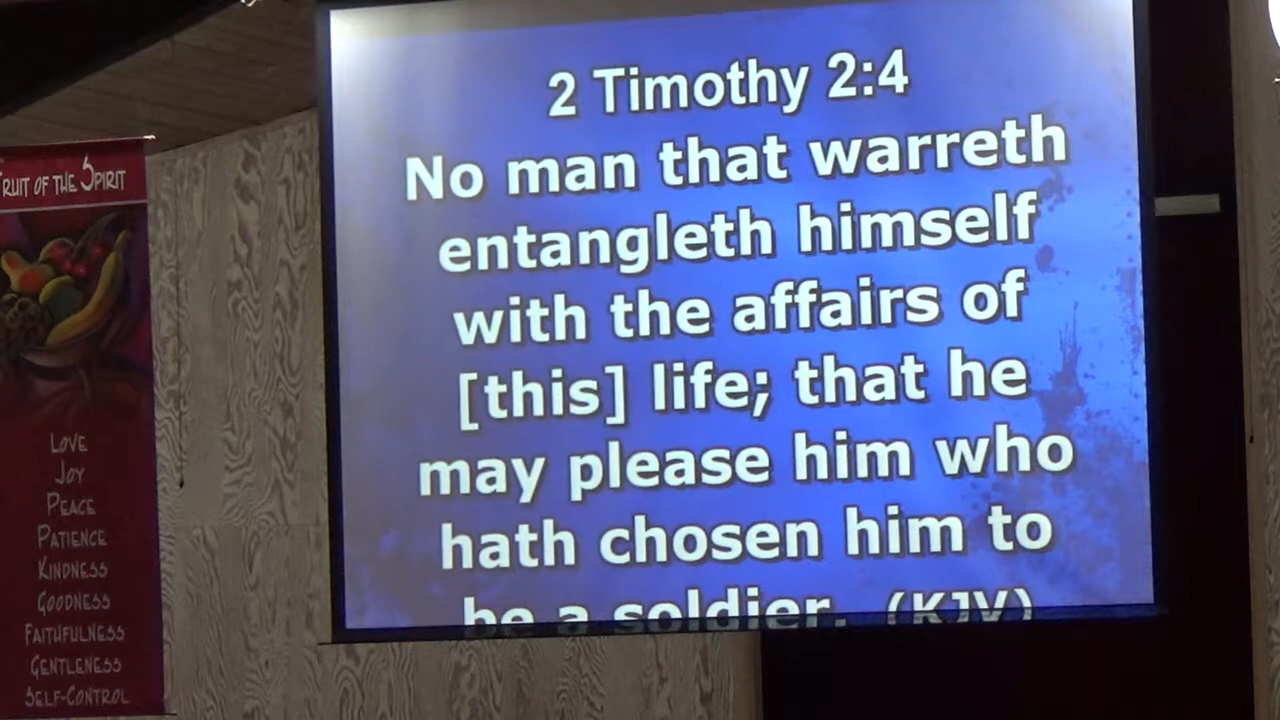 2 Timothy 2:4
No man that warreth
entangleth himself
with the affairs of
[this] life; that he
may please him who
hath chosen him to
be a soldier. (KJV)
FRUIT OF THE SPIRIT
LOVE
JOY
PEACE
PATIENCE
KINDNESS
GOODNESS
FAITHFULNESS
GENTLENESS
SELF-CONTROL